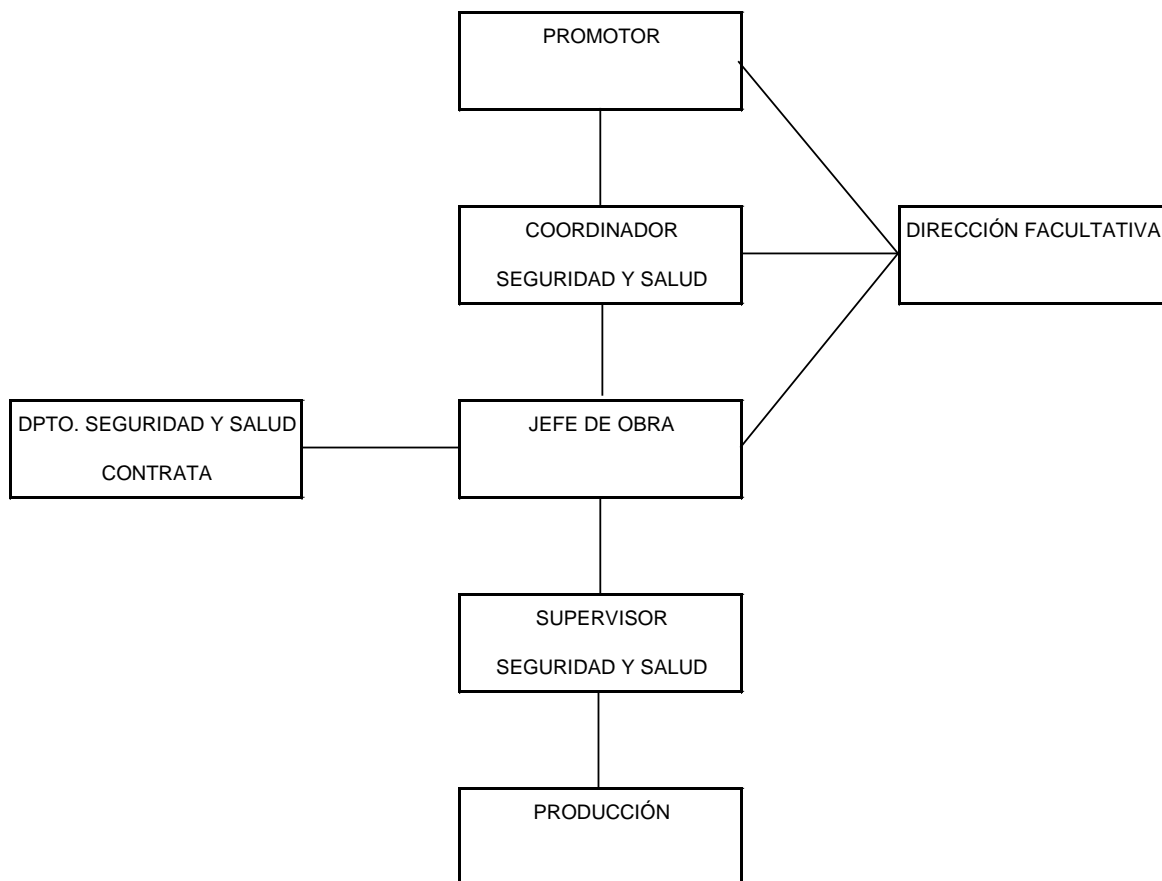 PROMOTOR
COORDINADOR
SEGURIDAD Y SALUD
DIRECCIÓN FACULTATIVA
DPTO. SEGURIDAD Y SALUD
CONTRATA
JEFE DE OBRA
SUPERVISOR
SEGURIDAD Y SALUD
PRODUCCIÓN